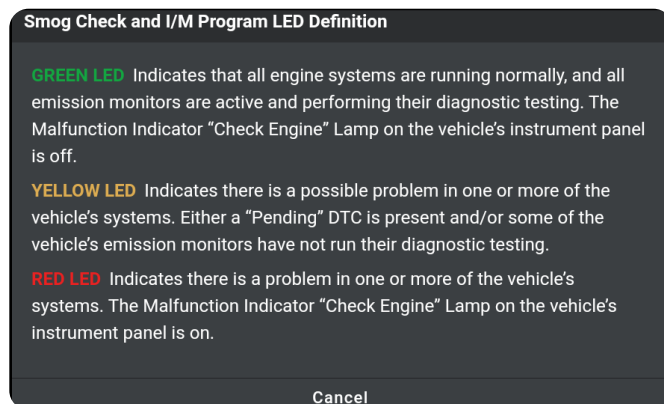 Smog Check and I/M Program LED Definition
GREEN LED Indicates that all engine systems are running normally, and all
emission monitors are active and performing their diagnostic testing. The
Malfunction Indicator “Check Engine” Lamp on the vehicle’s instrument panel
is off.
YELLOW LED Indicates there is a possible problem in one or more of the
vehicle’s systems. Either a “Pending” DTC is present and/or some of the
vehicle’s emission monitors have not run their diagnostic testing.
RED LED Indicates there is a problem in one or more of the vehicle’s
systems. The Malfunction Indicator “Check Engine” Lamp on the vehicle’s
instrument panel is on.
Cancel